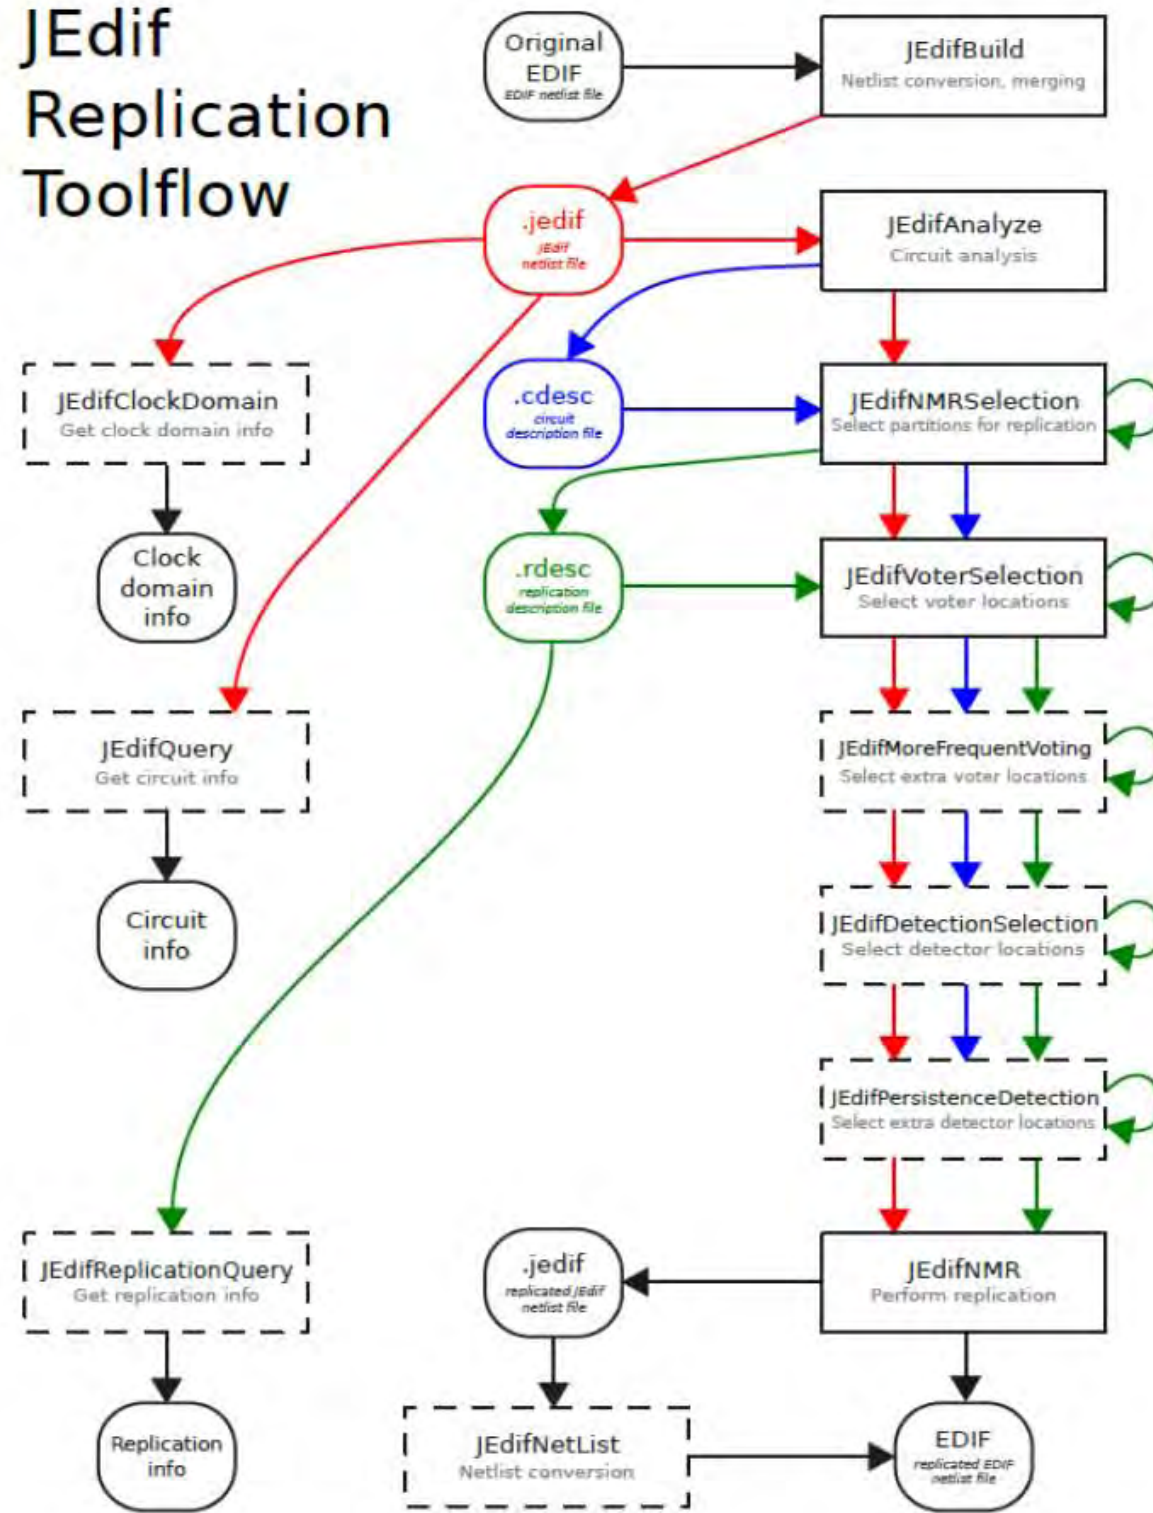 JEdif
Replication
Toolflow
Original
EDIF
EDIF netlist file
JEdifBuild
Netlist conversion, merging
.jedif
JEdif
netlist file
JEdifAnalyze
Circuit analysis
JEdifClockDomain
Get clock domain info
.cdesc
circuit
description file
JEdifNMRSelection
Select partitions for replication
Clock
domain
info
.rdesc
replication
description file
JEdifVoterSelection
Select voter locations
JEdifQuery
Get circuit info
JEdifMoreFrequentVoting
Select extra voter locations
Circuit
info
JEdifDetectionSelection
Select detector locations
JEdifPersistenceDetection
Select extra detector locations
JEdifReplicationQuery
Get replication info
.jedif
replicated JEdif
netlist file
JEdifNMR
Perform replication
Replication
info
JEdifNetList
Netlist conversion
EDIF
replicated EDIF
netlist file